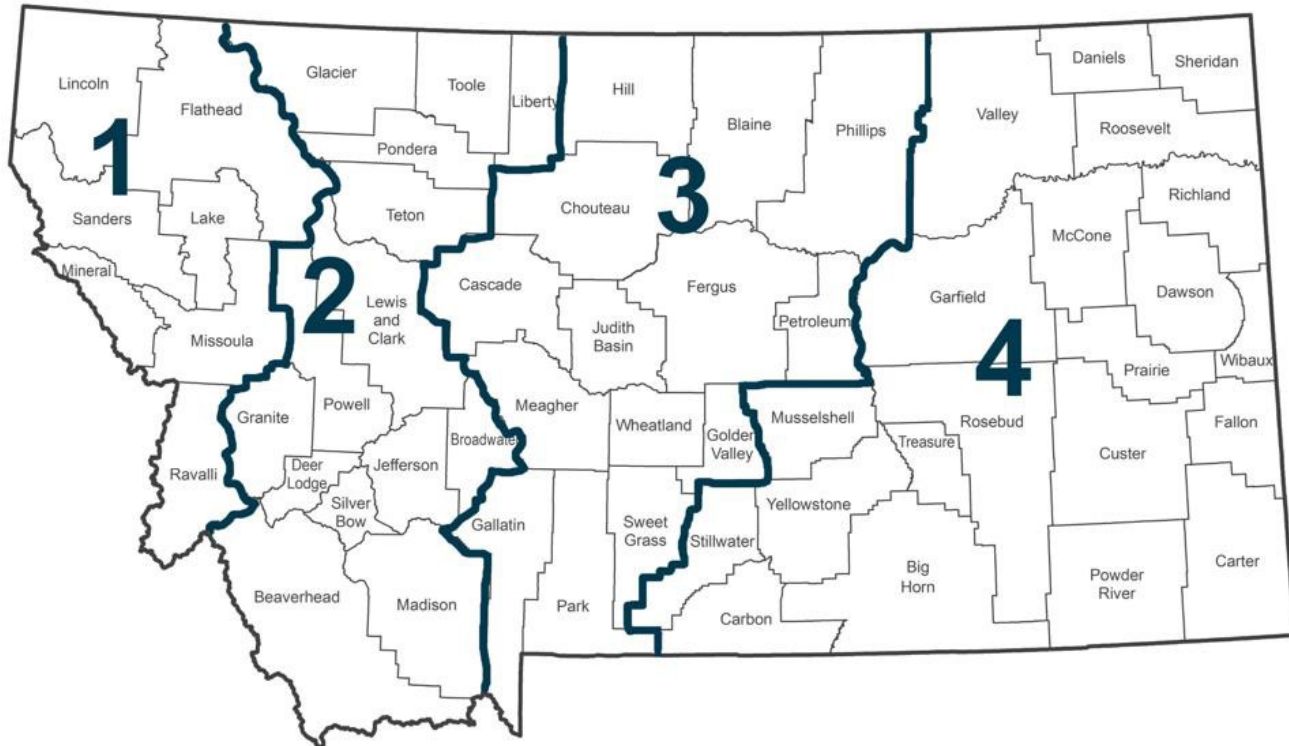 Lincoln
Flathead
Glacier
Toole
Liberty
Hill
Blaine
Phillips
Valley
Daniels
Sheridan
Roosevelt
1
Pondera
3
Sanders
Lake
Teton
Chouteau
Richland
McCone
Mineral
2
Cascade
Fergus
Garfield
Dawson
Lewis
and
Clark
Missoula
Judith
Basin
Petroleum
4
Prairie
Wibaux
Granite
Powell
Meagher
Wheatland
Golden
Valley
Musselshell
Rosebud
Treasure
Fallon
Broadwater
Custer
Ravalli
Deer
Lodge
Jefferson
Silver
Bow
Gallatin
Sweet
Grass
Stillwater
Yellowstone
Big
Horn
Carter
Powder
River
Beaverhead
Madison
Park
Carbon